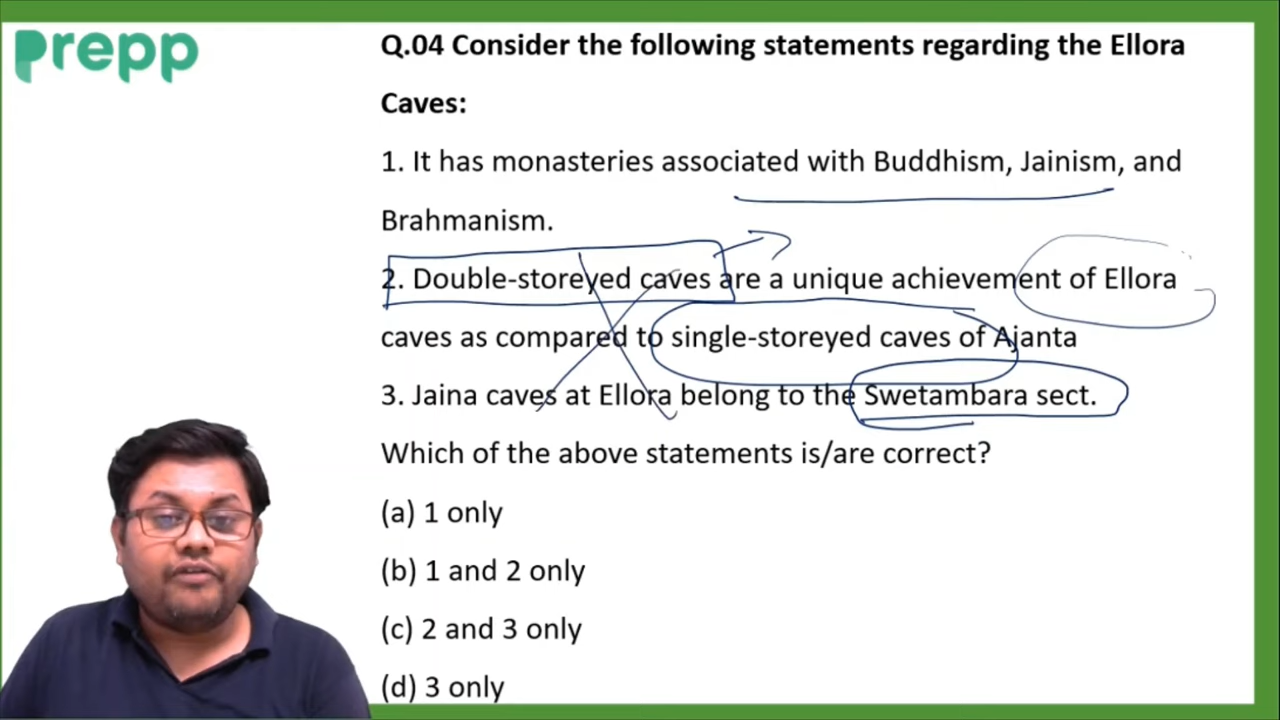 prepp
Q.04 Consider the following statements regarding the Ellora
Caves:
1. It has monasteries associated with Buddhism, Jainism, and
Brahmanism.
2. Double-storeyed caves are a unique achievement of Ellora
caves as compared to single-storeyed caves of Ajanta
3. Jaina caves at Ellora belong to the Swetambara sect.
Which of the above statements is/are correct?
(a) 1 only
(b) 1 and 2 only
(c) 2 and 3 only
(d) 3 only